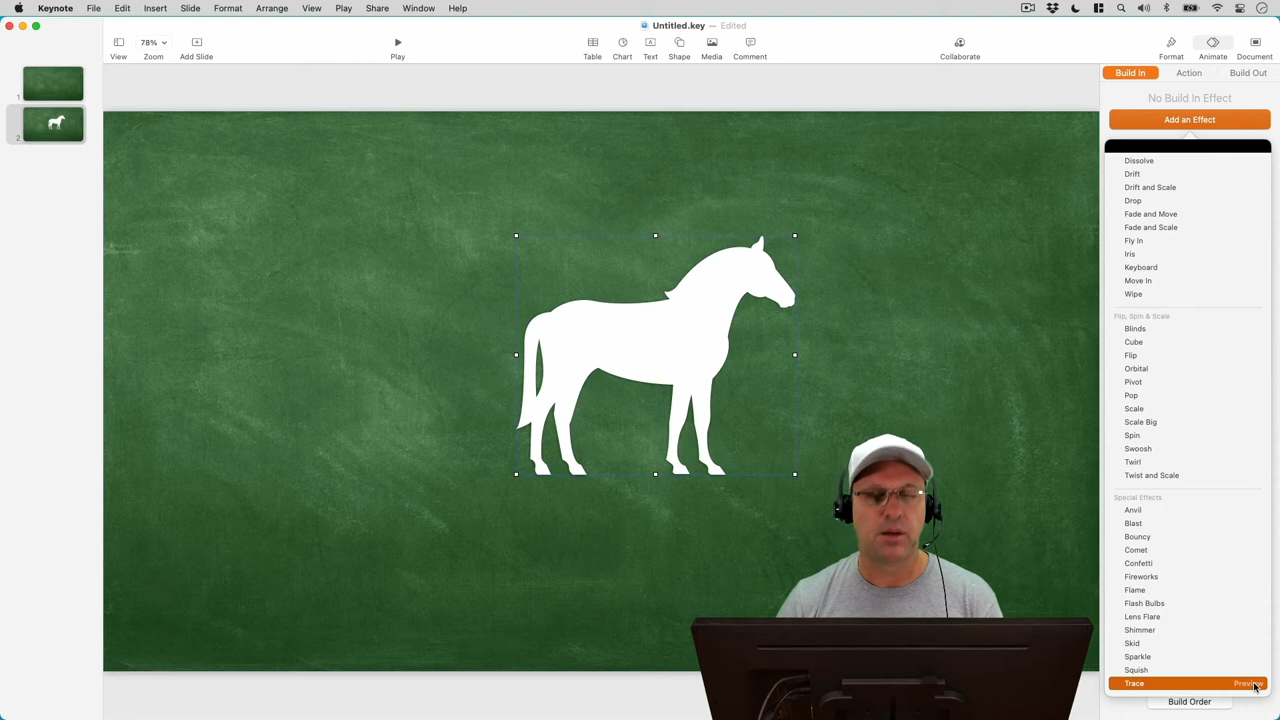 Keynote File Edit Insert Slide Format Arrange View Play Share Window Help
Untitled.key — Edited
78%
View Zoom Add Slide Play Table Chart Text Shape Media Comment Collaborate Format Animate Document
Build In Action Build Out
No Build In Effect
Add an Effect
Dissolve
Drift
Drift and Scale
Drop
Fade and Move
Fade and Scale
Fly In
Iris
Keyboard
Move In
Wipe
Flip, Spin & Scale
Blinds
Cube
Flip
Orbital
Pivot
Pop
Scale
Scale Big
Spin
Swoosh
Twirl
Twist and Scale
Special Effects
Anvil
Blast
Bouncy
Comet
Confetti
Fireworks
Flame
Flash Bulbs
Lens Flare
Shimmer
Skid
Sparkle
Squish
Trace Preview
Build Order
1
2